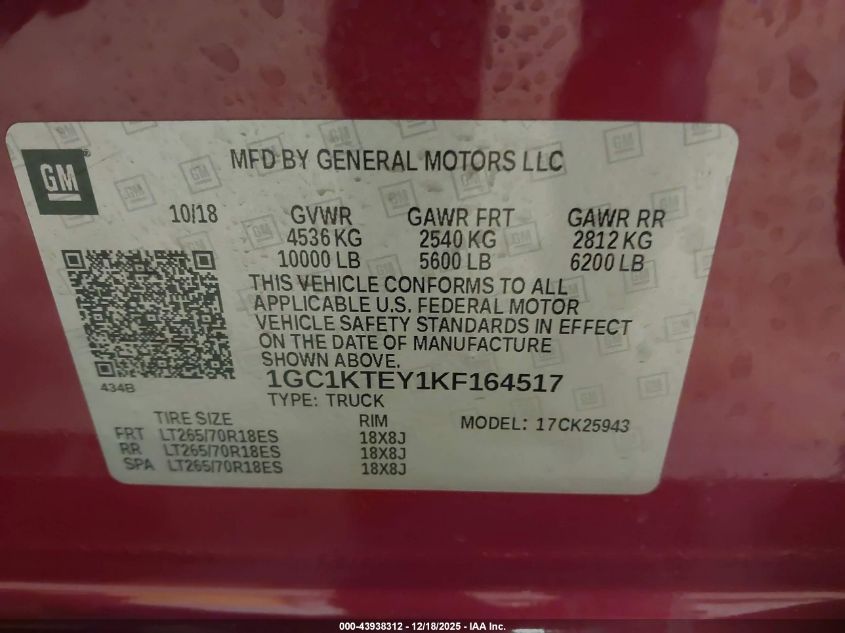 GM
MFD BY GENERAL MOTORS LLC
10/18 GVWR GAWR FRT GAWR RR
4536 KG 2540 KG 2812 KG
10000 LB 5600 LB 6200 LB
THIS VEHICLE CONFORMS TO ALL
APPLICABLE U.S. FEDERAL MOTOR
VEHICLE SAFETY STANDARDS IN EFFECT
ON THE DATE OF MANUFACTURE
SHOWN ABOVE.
434B
1GC1KTEY1KF164517
TYPE: TRUCK
TIRE SIZE RIM MODEL: 17CK25943
FRT LT265/70R18ES 18X8J
RR LT265/70R18ES 18X8J
SPA LT265/70R18ES 18X8J
000-43938312 - 12/18/2025 - IAA Inc.